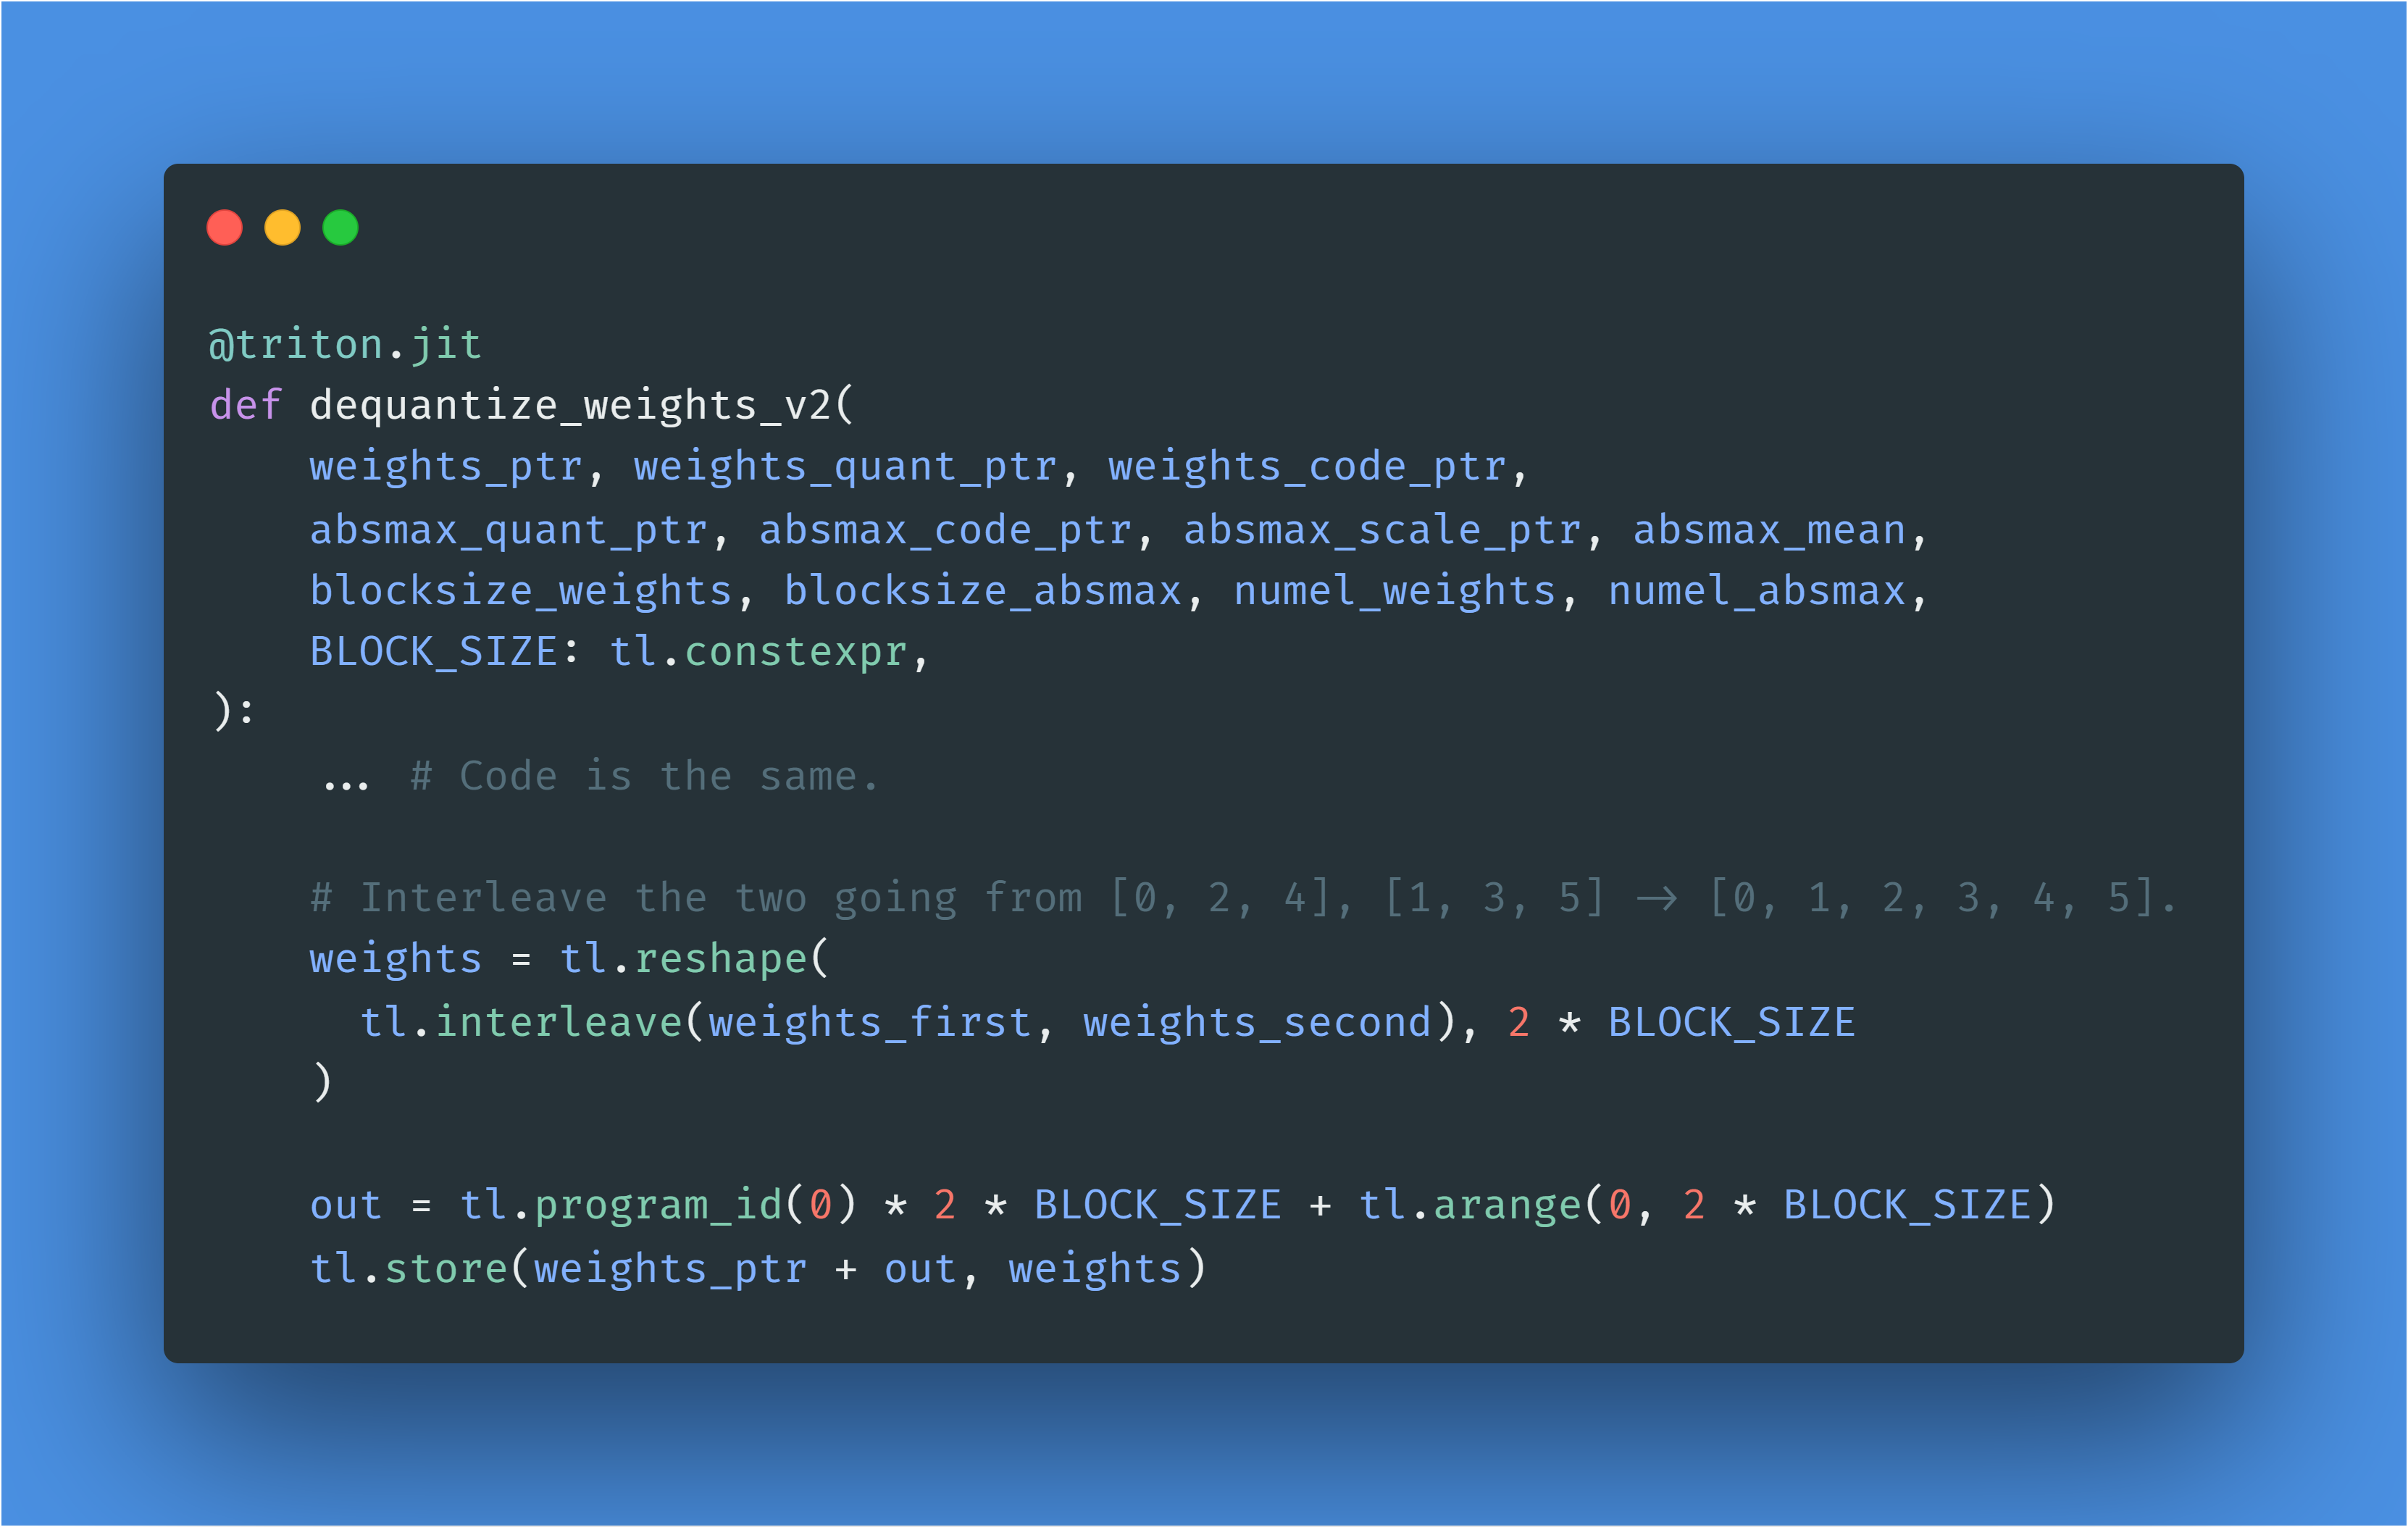 @triton.jit
def dequantize_weights_v2(
    weights_ptr, weights_quant_ptr, weights_code_ptr,
    absmax_quant_ptr, absmax_code_ptr, absmax_scale_ptr, absmax_mean,
    blocksize_weights, blocksize_absmax, numel_weights, numel_absmax,
    BLOCK_SIZE: tl.constexpr,
):
    ... # Code is the same.

    # Interleave the two going from [0, 2, 4], [1, 3, 5] -> [0, 1, 2, 3, 4, 5].
    weights = tl.reshape(
      tl.interleave(weights_first, weights_second), 2 * BLOCK_SIZE
    )

    out = tl.program_id(0) * 2 * BLOCK_SIZE + tl.arange(0, 2 * BLOCK_SIZE)
    tl.store(weights_ptr + out, weights)